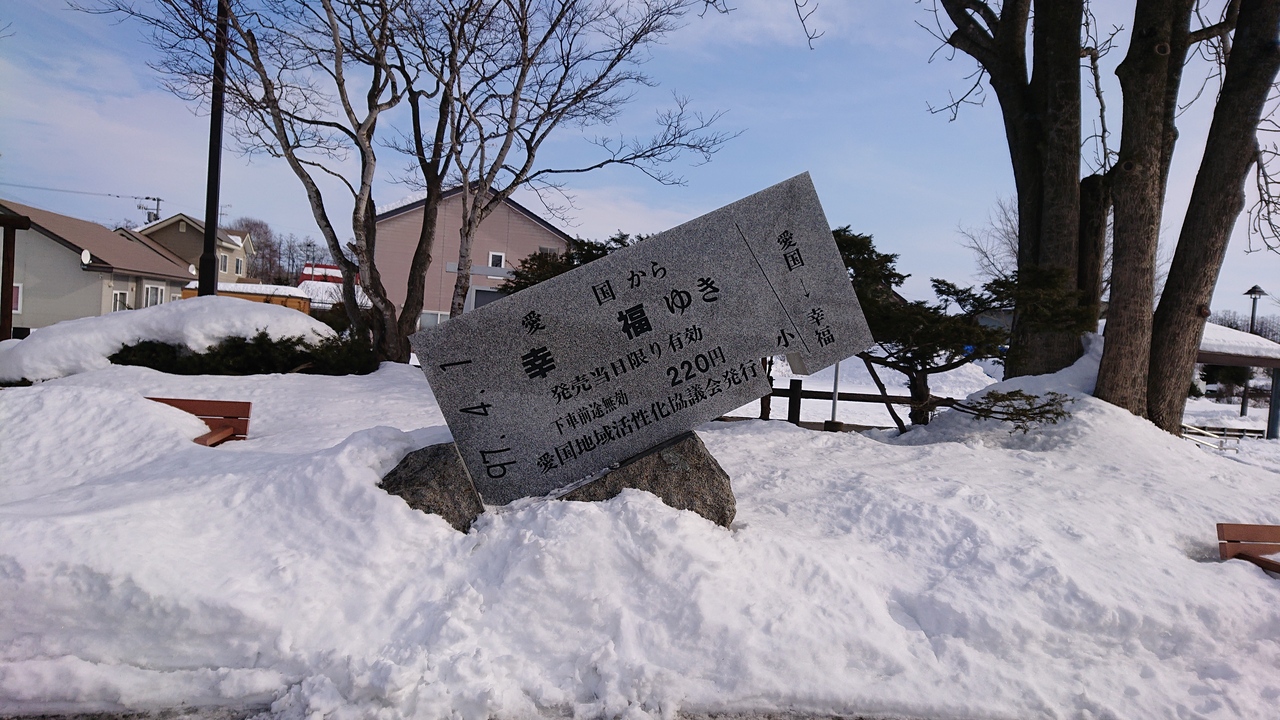 愛国から
幸福ゆき
発売当日限り有効
下車前途無効 220円
愛国地域活性化協議会発行
97.4.1
愛国→幸福
小